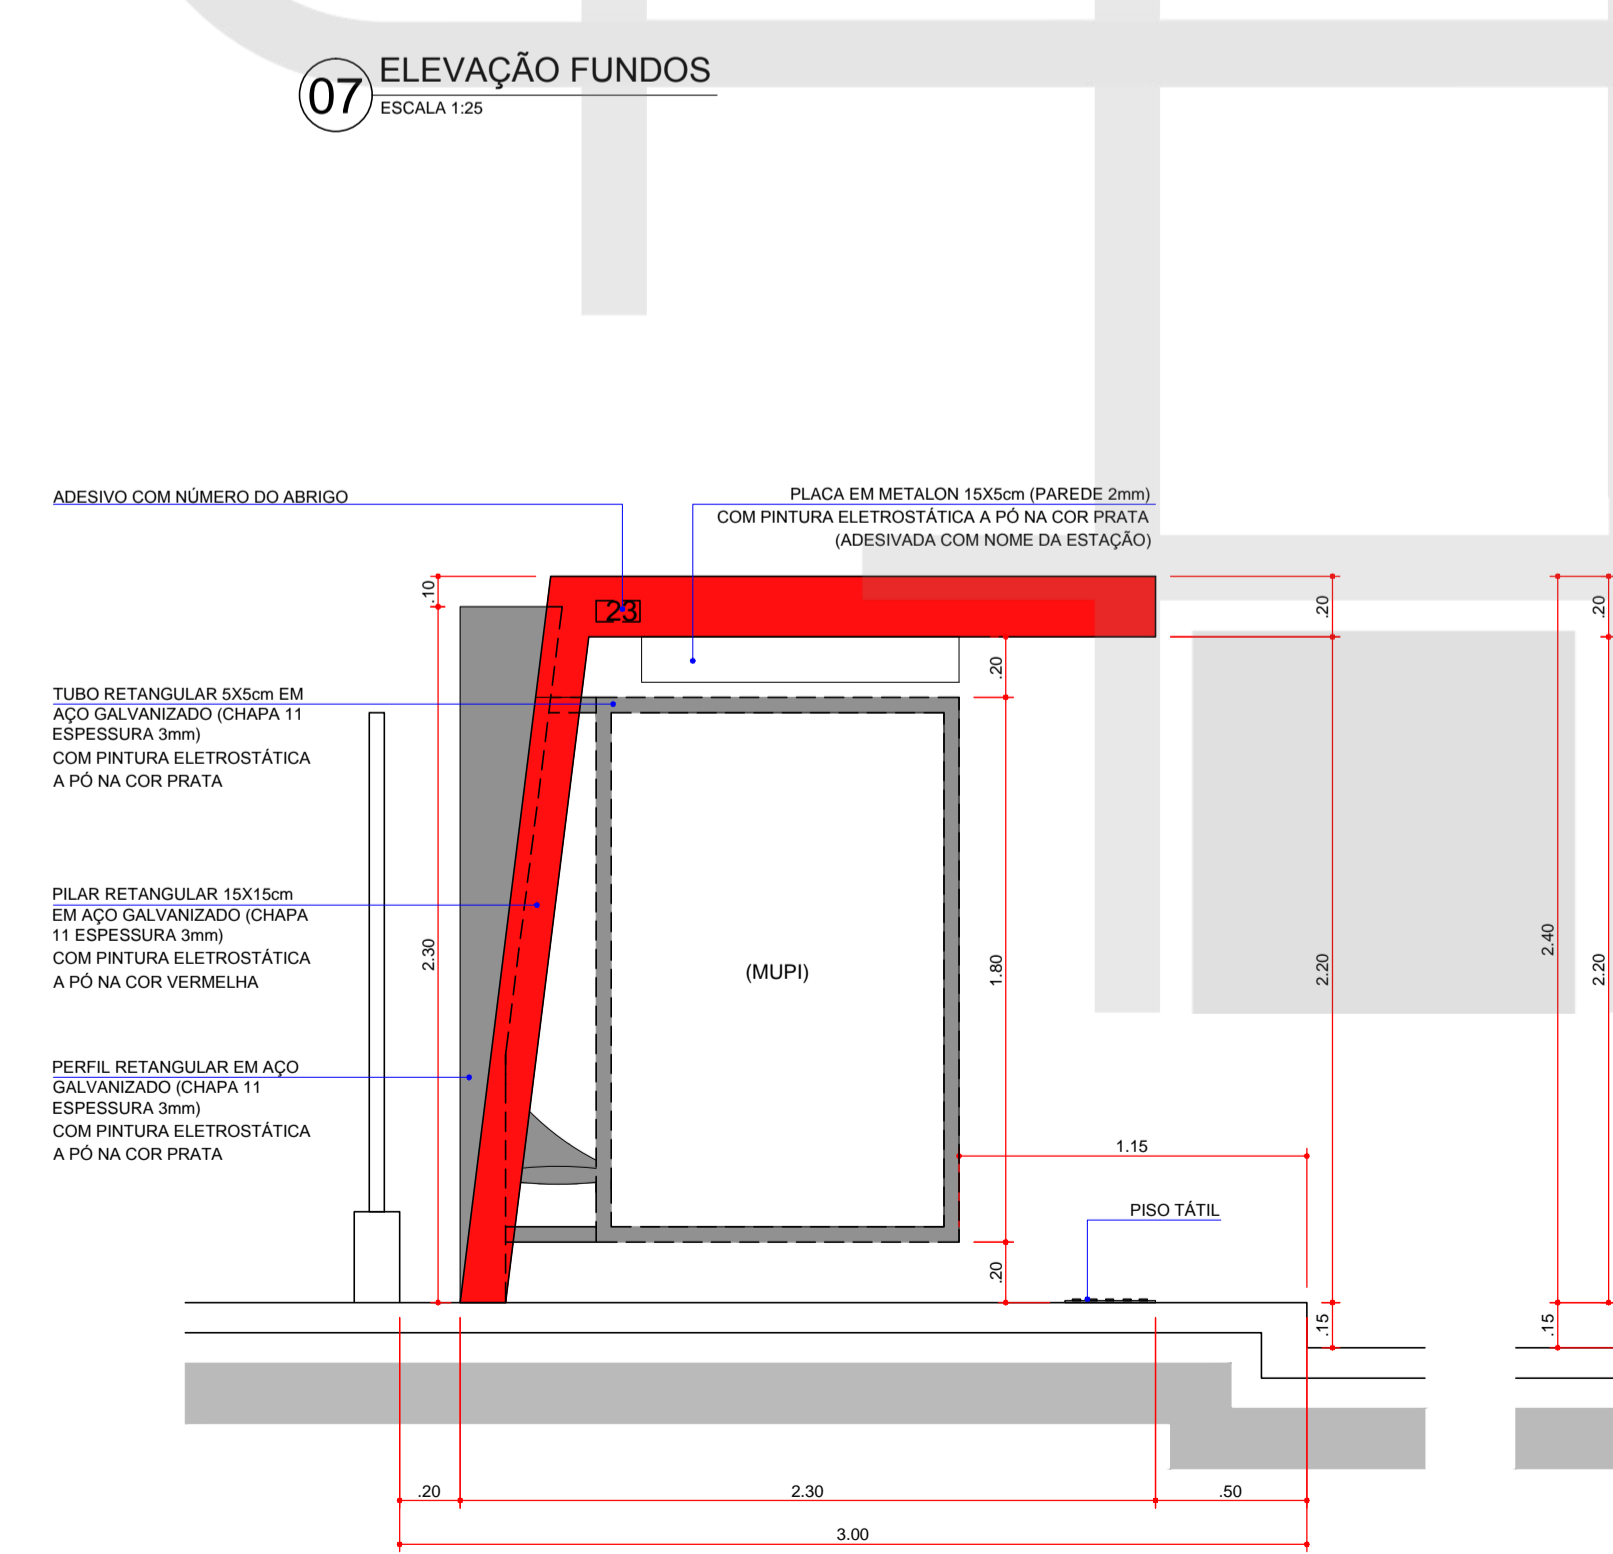 07
ELEVAÇÃO FUNDOS
ESCALA 1:25
ADESIVO COM NÚMERO DO ABRIGO
PLACA EM METALON 15X5cm (PAREDE 2mm)
COM PINTURA ELETROSTÁTICA A PÓ NA COR PRATA
(ADESIVADA COM NOME DA ESTAÇÃO)
.10
23
.20
.20
.20
TUBO RETANGULAR 5X5cm EM
AÇO GALVANIZADO (CHAPA 11
ESPESSURA 3mm)
COM PINTURA ELETROSTÁTICA
A PÓ NA COR PRATA
PILAR RETANGULAR 15X15cm
EM AÇO GALVANIZADO (CHAPA
11 ESPESSURA 3mm)
COM PINTURA ELETROSTÁTICA
A PÓ NA COR VERMELHA
2.30
(MUPI)
1.80
2.20
2.40
2.20
PERFIL RETANGULAR EM AÇO
GALVANIZADO (CHAPA 11
ESPESSURA 3mm)
COM PINTURA ELETROSTÁTICA
A PÓ NA COR PRATA
1.15
PISO TÁTIL
.20
.15
.15
.20
2.30
.50
3.00